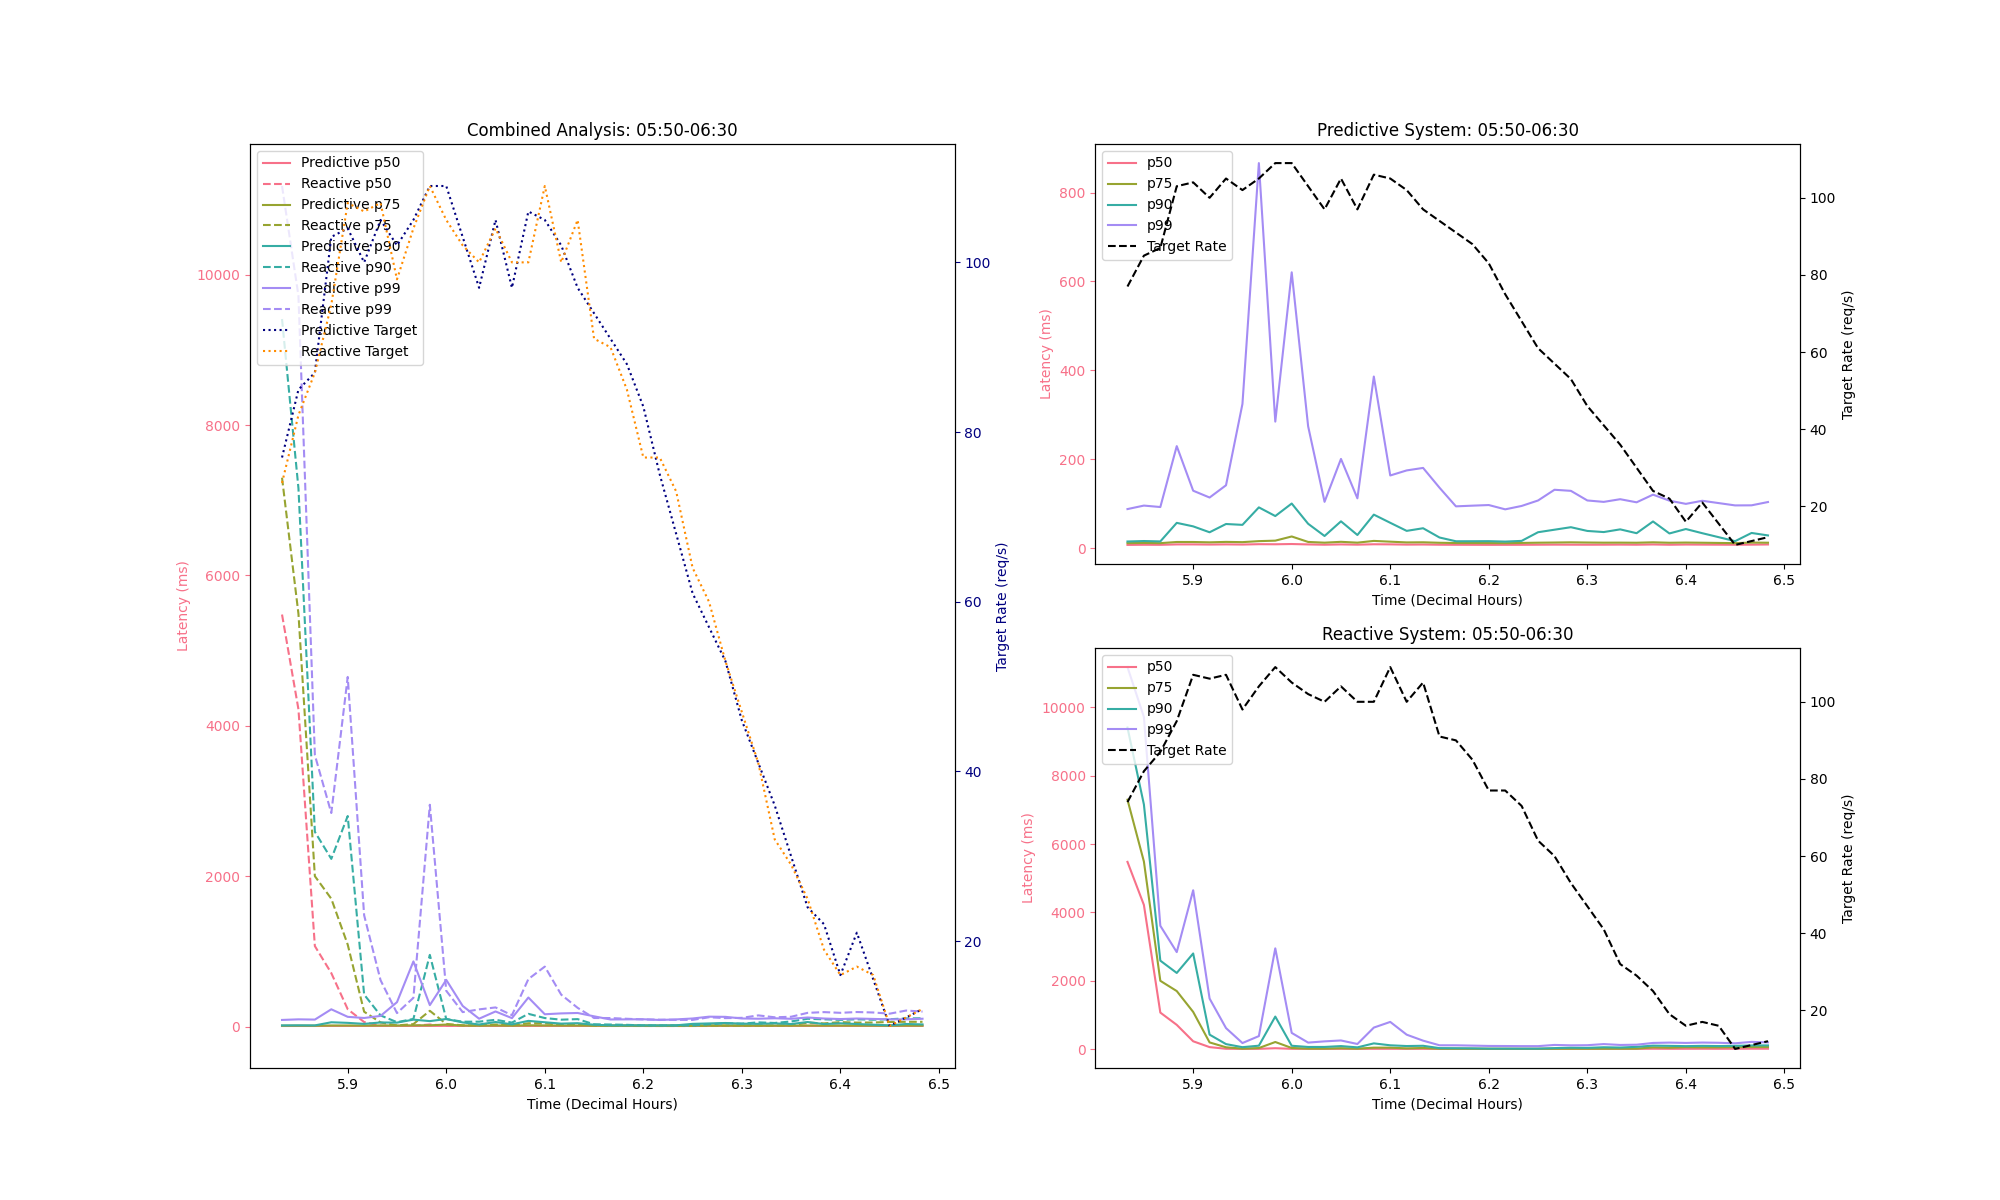 Combined Analysis: 05:50-06:30
Predictive p50
Reactive p50
Predictive p75
Reactive p75
Predictive p90
Reactive p90
Predictive p99
Reactive p99
Predictive Target
Reactive Target
10000
8000
6000
4000
2000
0
Latency (ms)
100
80
60
40
20
Target Rate (req/s)
5.9 6.0 6.1 6.2 6.3 6.4 6.5
Time (Decimal Hours)
Predictive System: 05:50-06:30
p50
p75
p90
p99
Target Rate
800
600
400
200
0
Latency (ms)
100
80
60
40
20
Target Rate (req/s)
5.9 6.0 6.1 6.2 6.3 6.4 6.5
Time (Decimal Hours)
Reactive System: 05:50-06:30
p50
p75
p90
p99
Target Rate
10000
8000
6000
4000
2000
0
Latency (ms)
100
80
60
40
20
Target Rate (req/s)
5.9 6.0 6.1 6.2 6.3 6.4 6.5
Time (Decimal Hours)